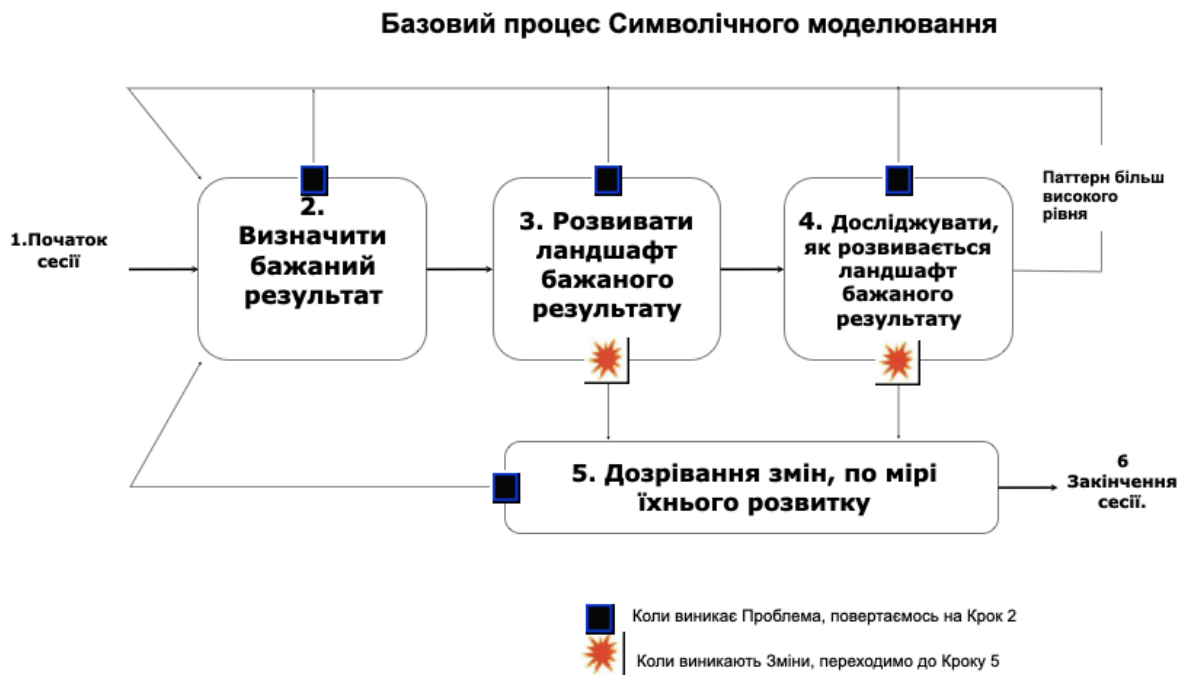 Базовий процес Символічного моделювання
1.Початок
сесії
2.
Визначити
бажаний
результат
3. Розвивати
ландшафт
бажаного
результату
4. Досліджувати,
як розвивається
ландшафт
бажаного
результату
Паттерн більш
високого
рівня
5. Дозрівання змін, по мірі
їхнього розвитку
6
Закінчення
сесії.
Коли виникає Проблема, повертаємось на Крок 2
Коли виникають Зміни, переходимо до Кроку 5